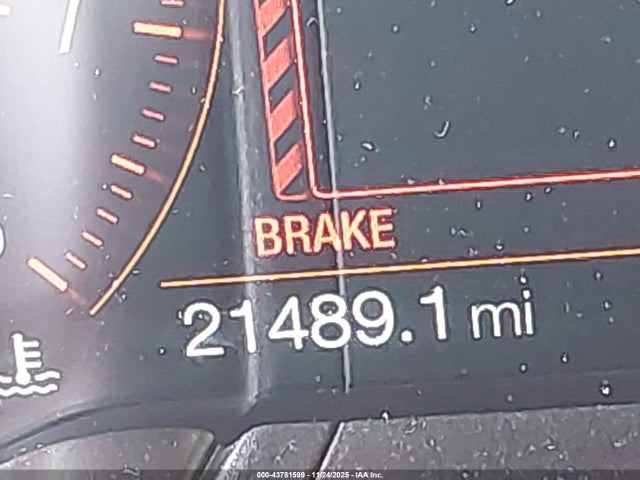 BRAKE
21489.1 mi
000-43781599 - 11/24/2025 - IAA Inc.